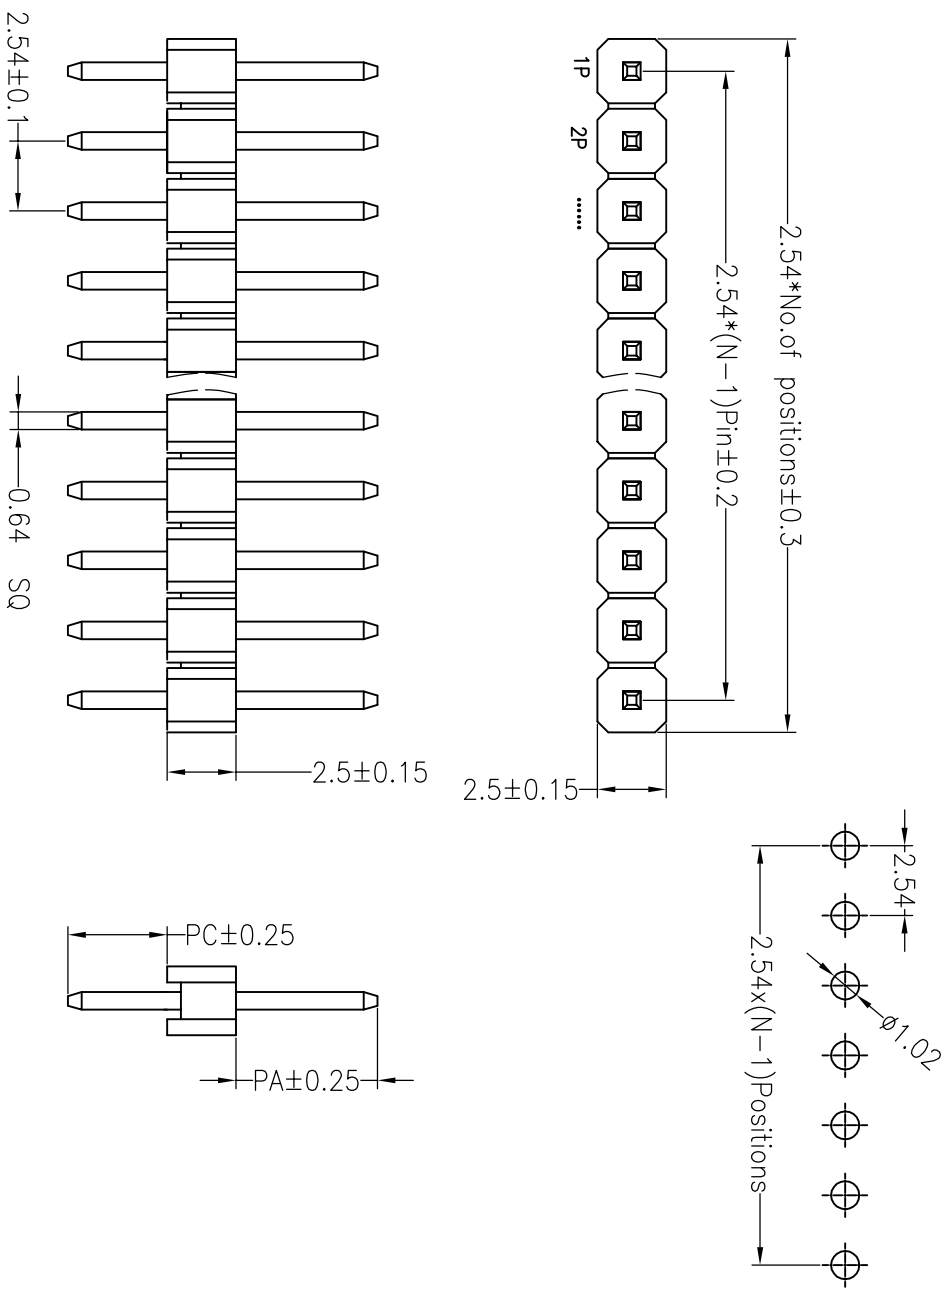 2.54*No.of positions±0.3
2.54*(N-1)Pin±0.2
1P
2P
......
2.5±0.15
2.54±0.1
0.64 SQ
2.5±0.15
2.54
ø1.02
2.54x(N-1)Positions
PC±0.25
PA±0.25